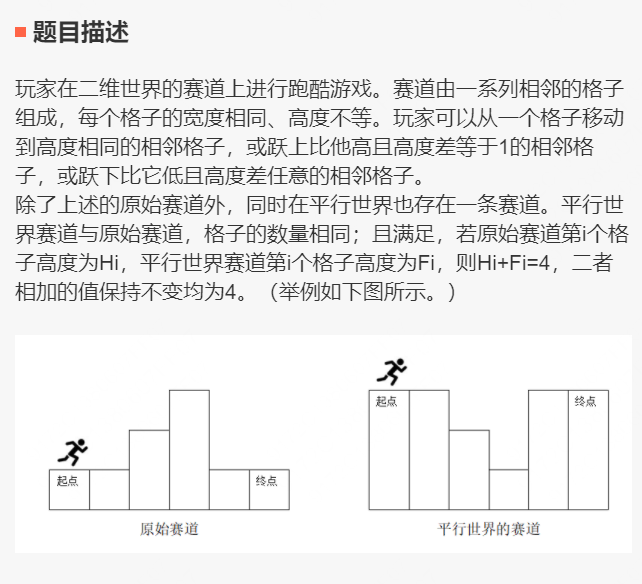 题目描述
玩家在二维世界的赛道上进行跑酷游戏。赛道由一系列相邻的格子
组成，每个格子的宽度相同、高度不等。玩家可以从一个格子移动
到高度相同的相邻格子，或跃上比他高且高度差等于1的相邻格
子，或跃下比它低且高度差任意的相邻格子。
除了上述的原始赛道外，同时在平行世界也存在一条赛道。平行世
界赛道与原始赛道，格子的数量相同；且满足，若原始赛道第i个格
子高度为Hi，平行世界赛道第i个格子高度为Fi，则Hi+Fi=4，二者
相加的值保持不变均为4。（举例如下图所示。）
起点 终点
原始赛道
起点 终点
平行世界的赛道